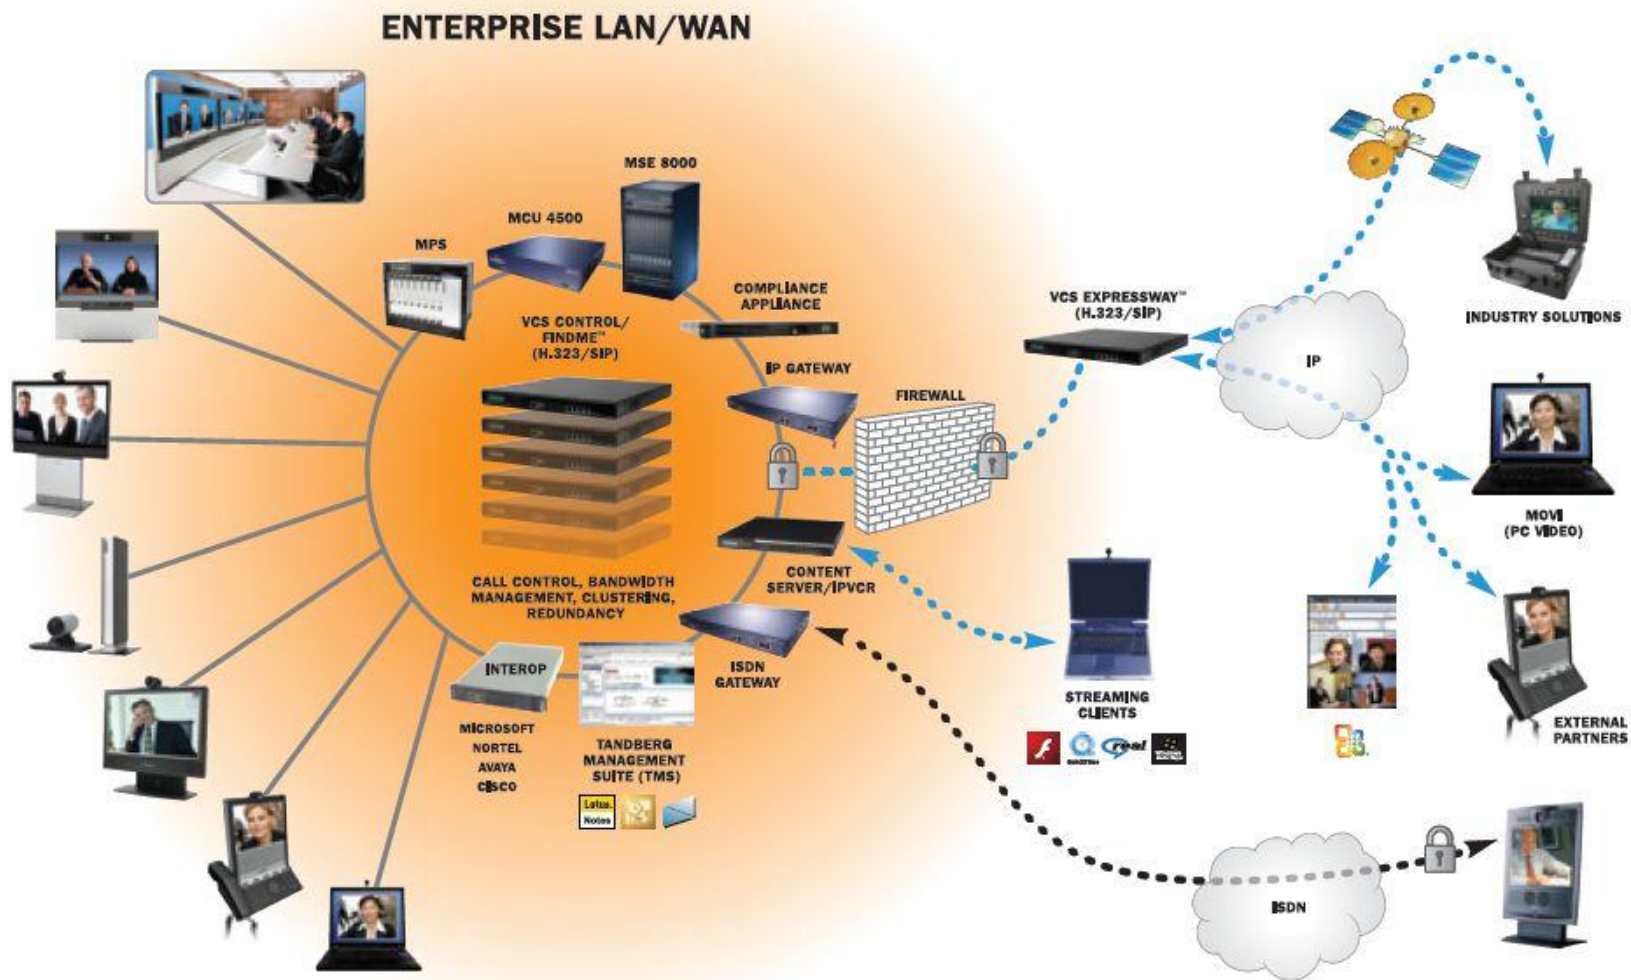 ENTERPRISE LAN/WAN
MSE 8000
MCU 4500
MPS
COMPLIANCE
APPLIANCE
VCS CONTROL/
FINDME™
(H.323/SIP)
IP GATEWAY
FIREWALL
VCS EXPRESSWAY™
(H.323/SIP)
IP
INDUSTRY SOLUTIONS
MOVI
(PC VIDEO)
CALL CONTROL, BANDWIDTH
MANAGEMENT, CLUSTERING,
REDUNDANCY
CONTENT
SERVER/IPVCR
ISDN
GATEWAY
INTEROP
MICROSOFT
NORTEL
AVAYA
CISCO
TANDBERG
MANAGEMENT
SUITE (TMS)
Lotus.
Notes
STREAMING
CLIENTS
real
EXTERNAL
PARTNERS
ISDN